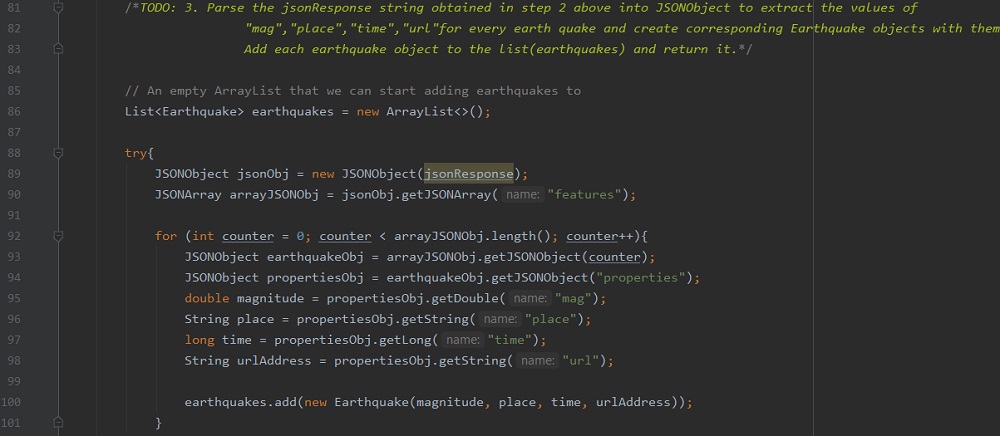 81 /*TODO: 3. Parse the jsonResponse string obtained in step 2 above into JSONObject to extract the values of
82 "mag","place","time","url"for every earth quake and create corresponding Earthquake objects with them
83 Add each earthquake object to the list(earthquakes) and return it.*/
84
85 // An empty ArrayList that we can start adding earthquakes to
86 List<Earthquake> earthquakes = new ArrayList<>();
87
88 try{
89 JSONObject jsonObj = new JSONObject(jsonResponse);
90 JSONArray arrayJSONObj = jsonObj.getJSONArray( name: "features");
91
92 for (int counter = 0; counter < arrayJSONObj.length(); counter++){
93 JSONObject earthquakeObj = arrayJSONObj.getJSONObject(counter);
94 JSONObject propertiesObj = earthquakeObj.getJSONObject("properties");
95 double magnitude = propertiesObj.getDouble( name: "mag");
96 String place = propertiesObj.getString( name: "place");
97 long time = propertiesObj.getLong( name: "time");
98 String urlAddress = propertiesObj.getString( name: "url");
99
100 earthquakes.add(new Earthquake(magnitude, place, time, urlAddress));
101 }